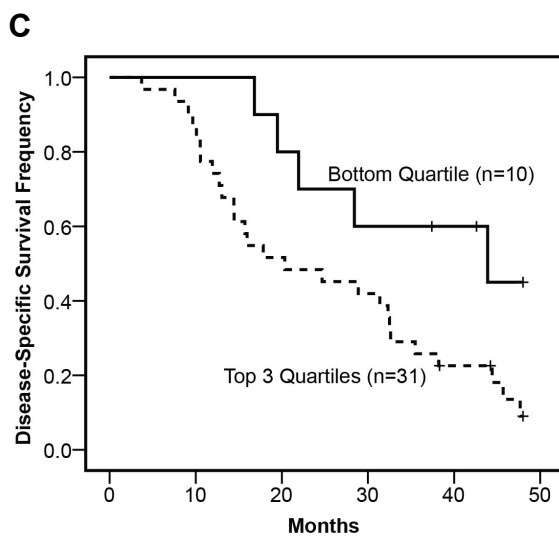 C
Disease-Specific Survival Frequency
1.0
0.8
0.6
0.4
0.2
0.0
Bottom Quartile (n=10)
Top 3 Quartiles (n=31)
0 10 20 30 40 50
Months